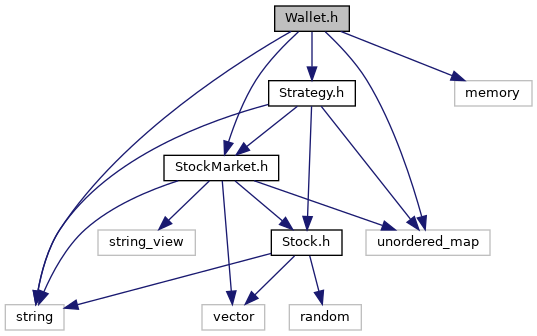 Wallet.h
Strategy.h
memory
StockMarket.h
string_view
Stock.h
unordered_map
string
vector
random